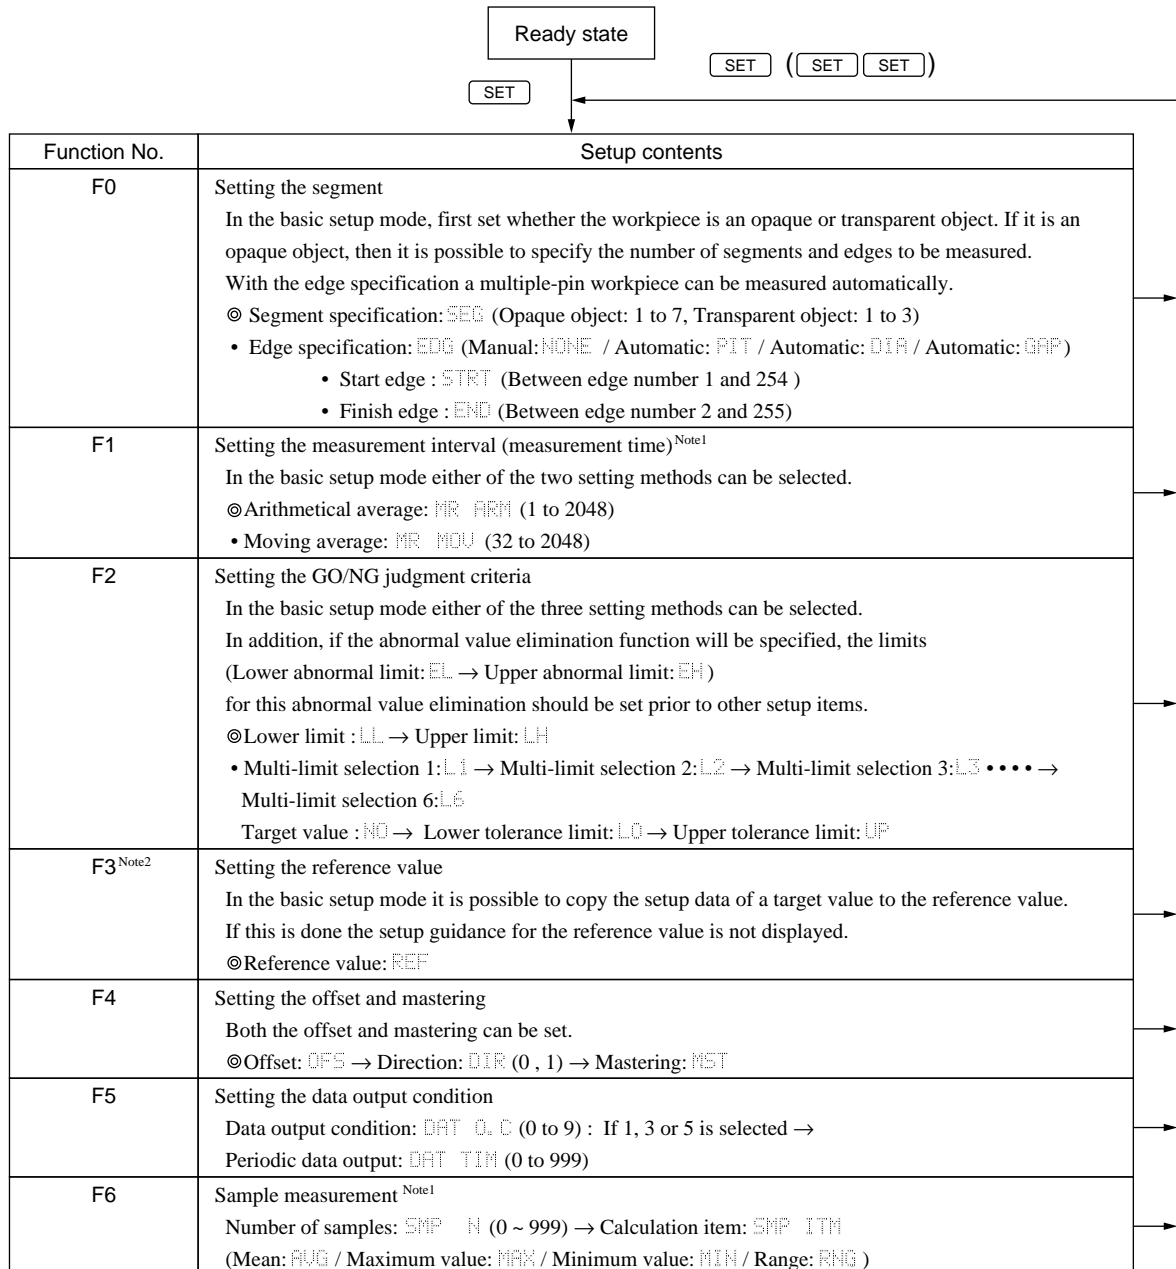 Ready state
SET ( SET SET )
SET
Function No. Setup contents
F0 Setting the segment
In the basic setup mode, first set whether the workpiece is an opaque or transparent object. If it is an
opaque object, then it is possible to specify the number of segments and edges to be measured.
With the edge specification a multiple-pin workpiece can be measured automatically.
◎ Segment specification: SEG (Opaque object: 1 to 7, Transparent object: 1 to 3)
• Edge specification: EDG (Manual: NONE / Automatic: PIT / Automatic: DIA / Automatic: GAP)
• Start edge : STRT (Between edge number 1 and 254 )
• Finish edge : END (Between edge number 2 and 255)
F1 Setting the measurement interval (measurement time) Note1
In the basic setup mode either of the two setting methods can be selected.
◎Arithmetical average: MR ARM (1 to 2048)
• Moving average: MR MOV (32 to 2048)
F2 Setting the GO/NG judgment criteria
In the basic setup mode either of the three setting methods can be selected.
In addition, if the abnormal value elimination function will be specified, the limits
(Lower abnormal limit: EL → Upper abnormal limit: EH )
for this abnormal value elimination should be set prior to other setup items.
◎Lower limit : LL → Upper limit: LH
• Multi-limit selection 1: L1 → Multi-limit selection 2: L2 → Multi-limit selection 3: L3 • • • • →
Multi-limit selection 6: L6
Target value : NO → Lower tolerance limit: LO → Upper tolerance limit: UP
F3 Note2 Setting the reference value
In the basic setup mode it is possible to copy the setup data of a target value to the reference value.
If this is done the setup guidance for the reference value is not displayed.
◎Reference value: REF
F4 Setting the offset and mastering
Both the offset and mastering can be set.
◎Offset: OFS → Direction: DIR (0 , 1) → Mastering: MST
F5 Setting the data output condition
Data output condition: DAT O.C (0 to 9) : If 1, 3 or 5 is selected →
Periodic data output: DAT TIM (0 to 999)
F6 Sample measurement Note1
Number of samples: SMP N (0 ~ 999) → Calculation item: SMP ITM
(Mean: AVG / Maximum value: MAX / Minimum value: MIN / Range: RNG )